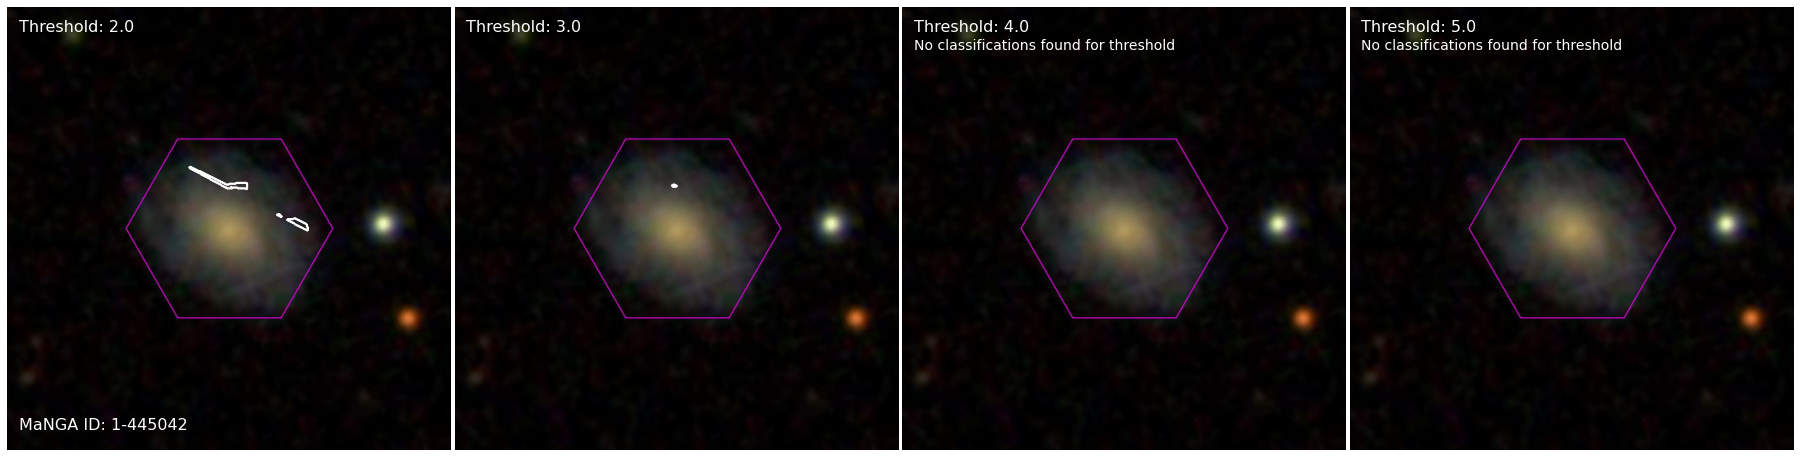 Threshold: 2.0
MaNGA ID: 1-445042
Threshold: 3.0
Threshold: 4.0
No classifications found for threshold
Threshold: 5.0
No classifications found for threshold